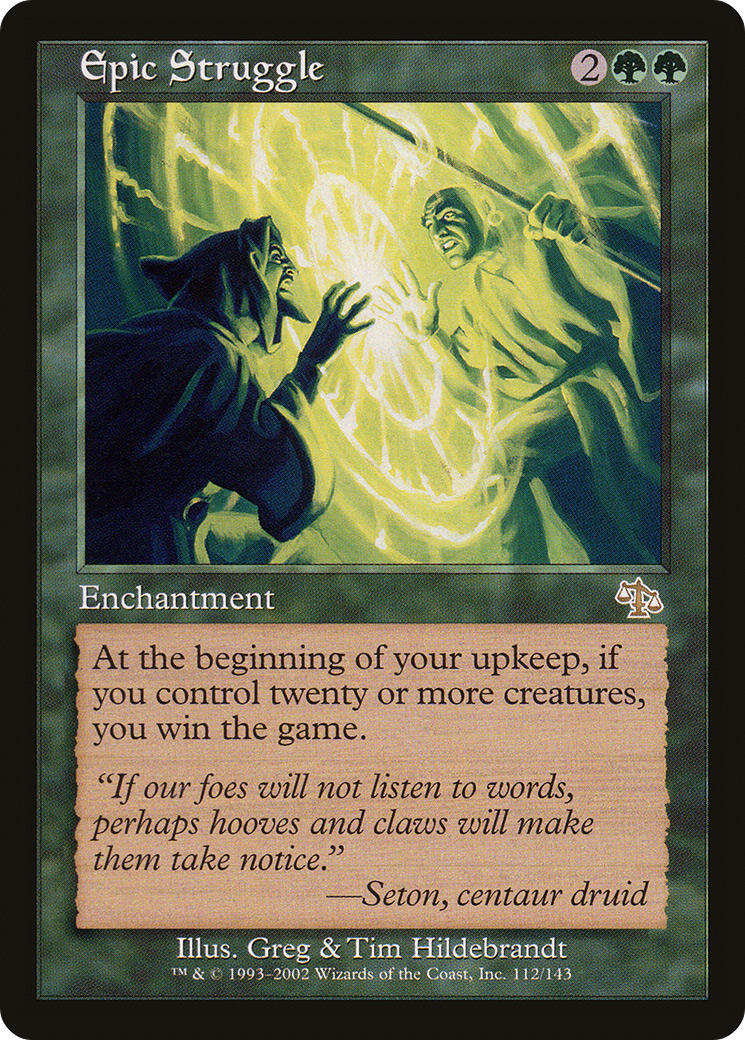 Epic Struggle 2
Enchantment
At the beginning of your upkeep, if
you control twenty or more creatures,
you win the game.
“If our foes will not listen to words,
perhaps hooves and claws will make
them take notice.”
—Seton, centaur druid
Illus. Greg & Tim Hildebrandt
™ & © 1993–2002 Wizards of the Coast, Inc. 112/143